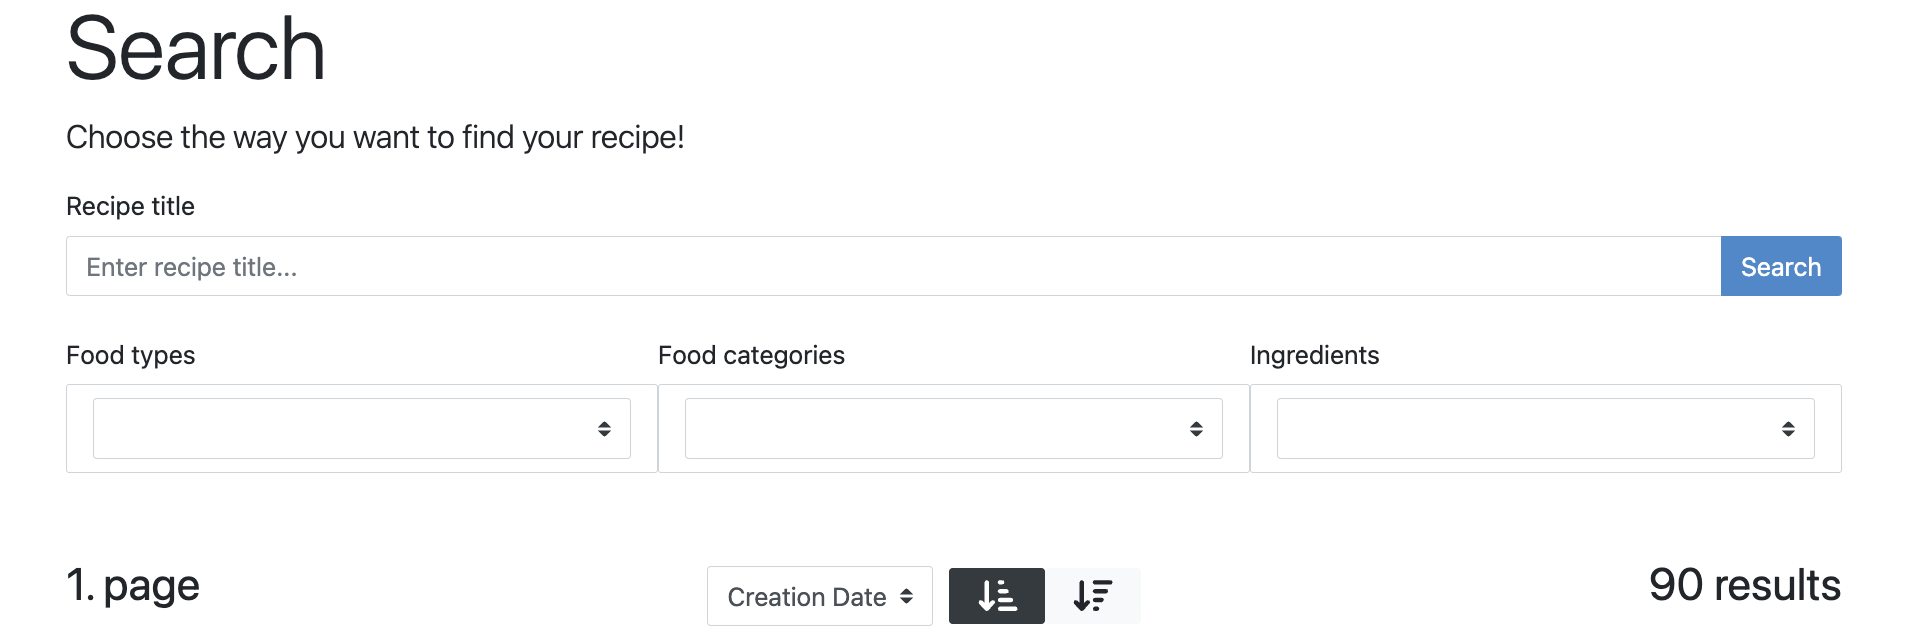 Search
Choose the way you want to find your recipe!
Recipe title
Enter recipe title...
Search
Food types
Food categories
Ingredients
1. page
Creation Date
90 results